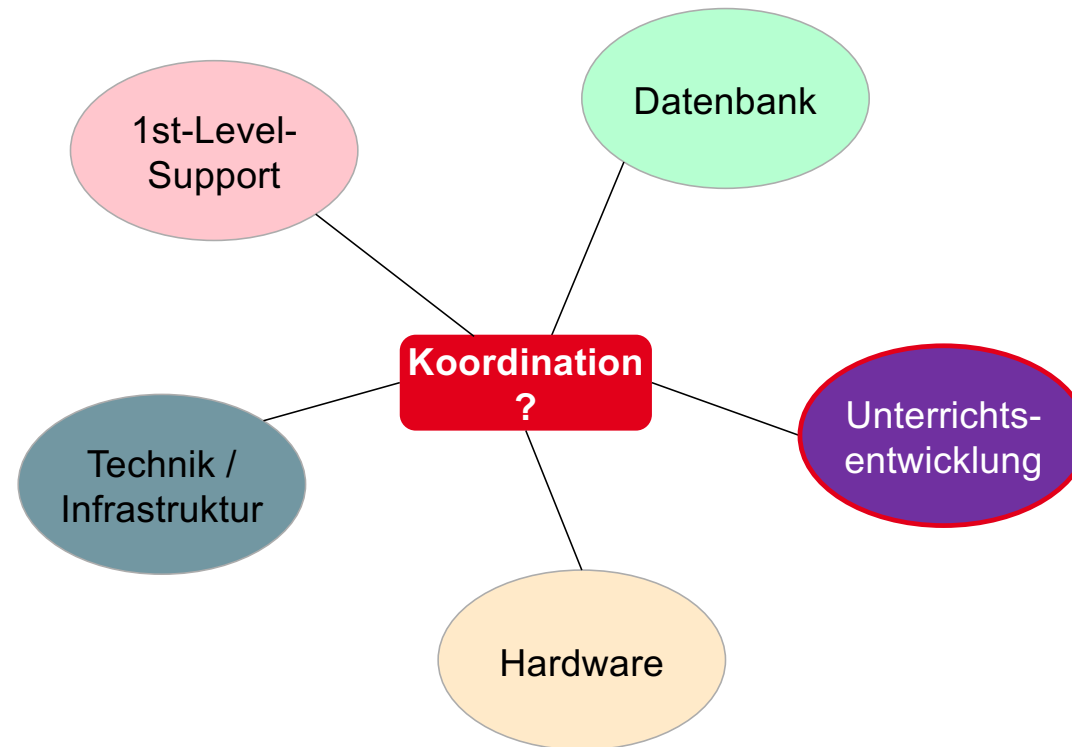 Datenbank
1st-Level-
Support
Koordination
?
Unterrichts-
entwicklung
Technik /
Infrastruktur
Hardware